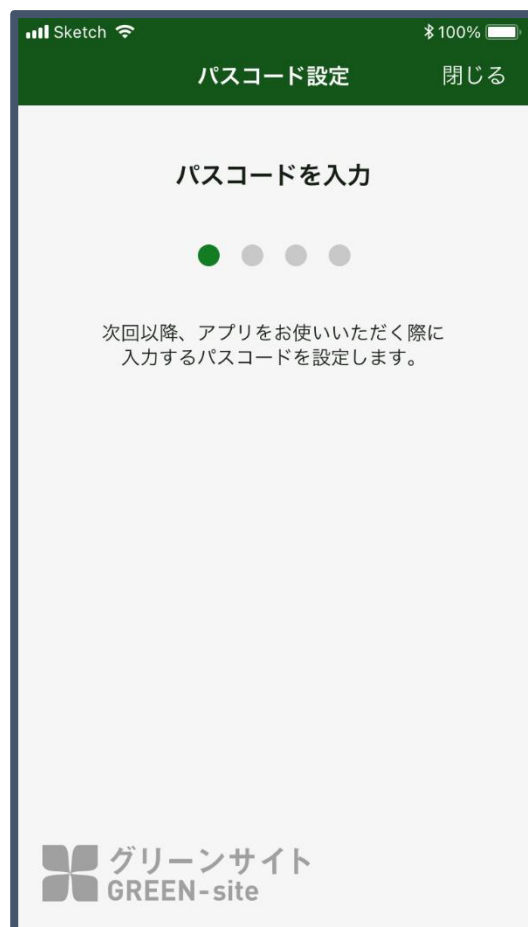 Sketch
100%
パスコード設定
閉じる
パスコードを入力
次回以降、アプリをお使いいただく際に
入力するパスコードを設定します。
グリーンサイト
GREEN-site